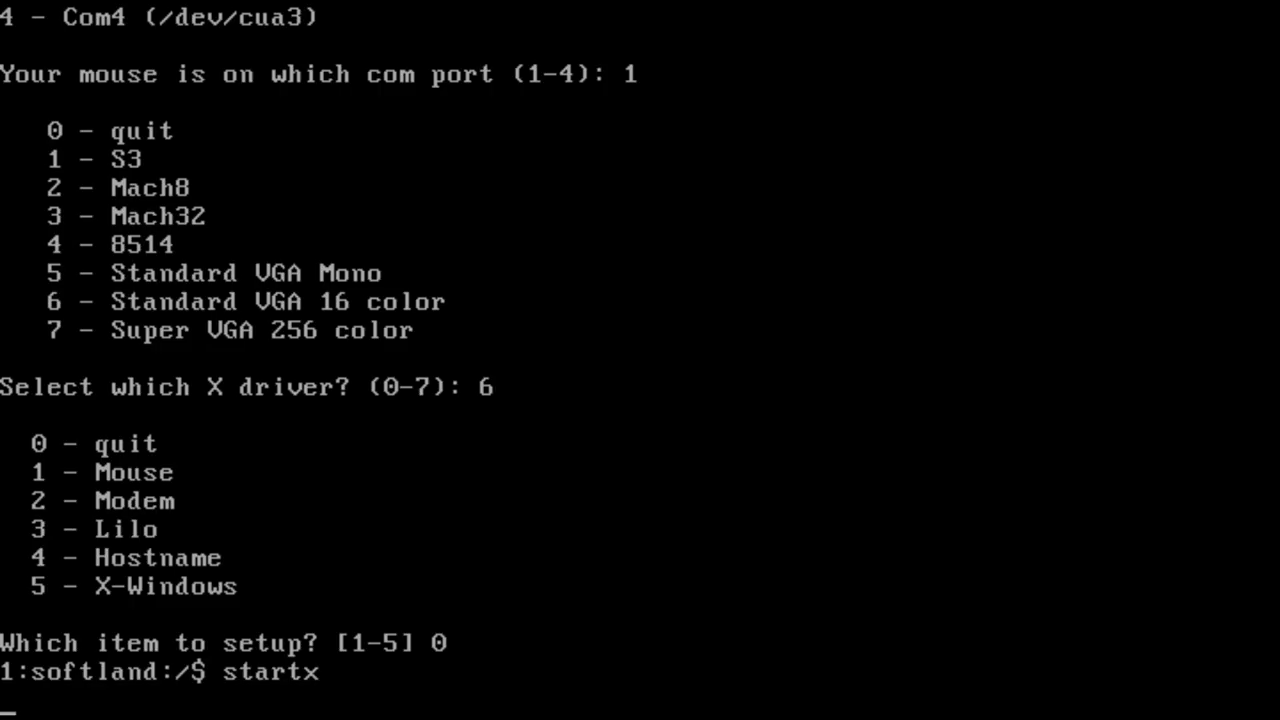 4 - Com4 (/dev/cua3)
Your mouse is on which com port (1-4): 1
0 - quit
1 - S3
2 - Mach8
3 - Mach32
4 - 8514
5 - Standard VGA Mono
6 - Standard VGA 16 color
7 - Super VGA 256 color
Select which X driver? (0-7): 6
0 - quit
1 - Mouse
2 - Modem
3 - Lilo
4 - Hostname
5 - X-Windows
Which item to setup? [1-5] 0
1:softland:/$ startx
_